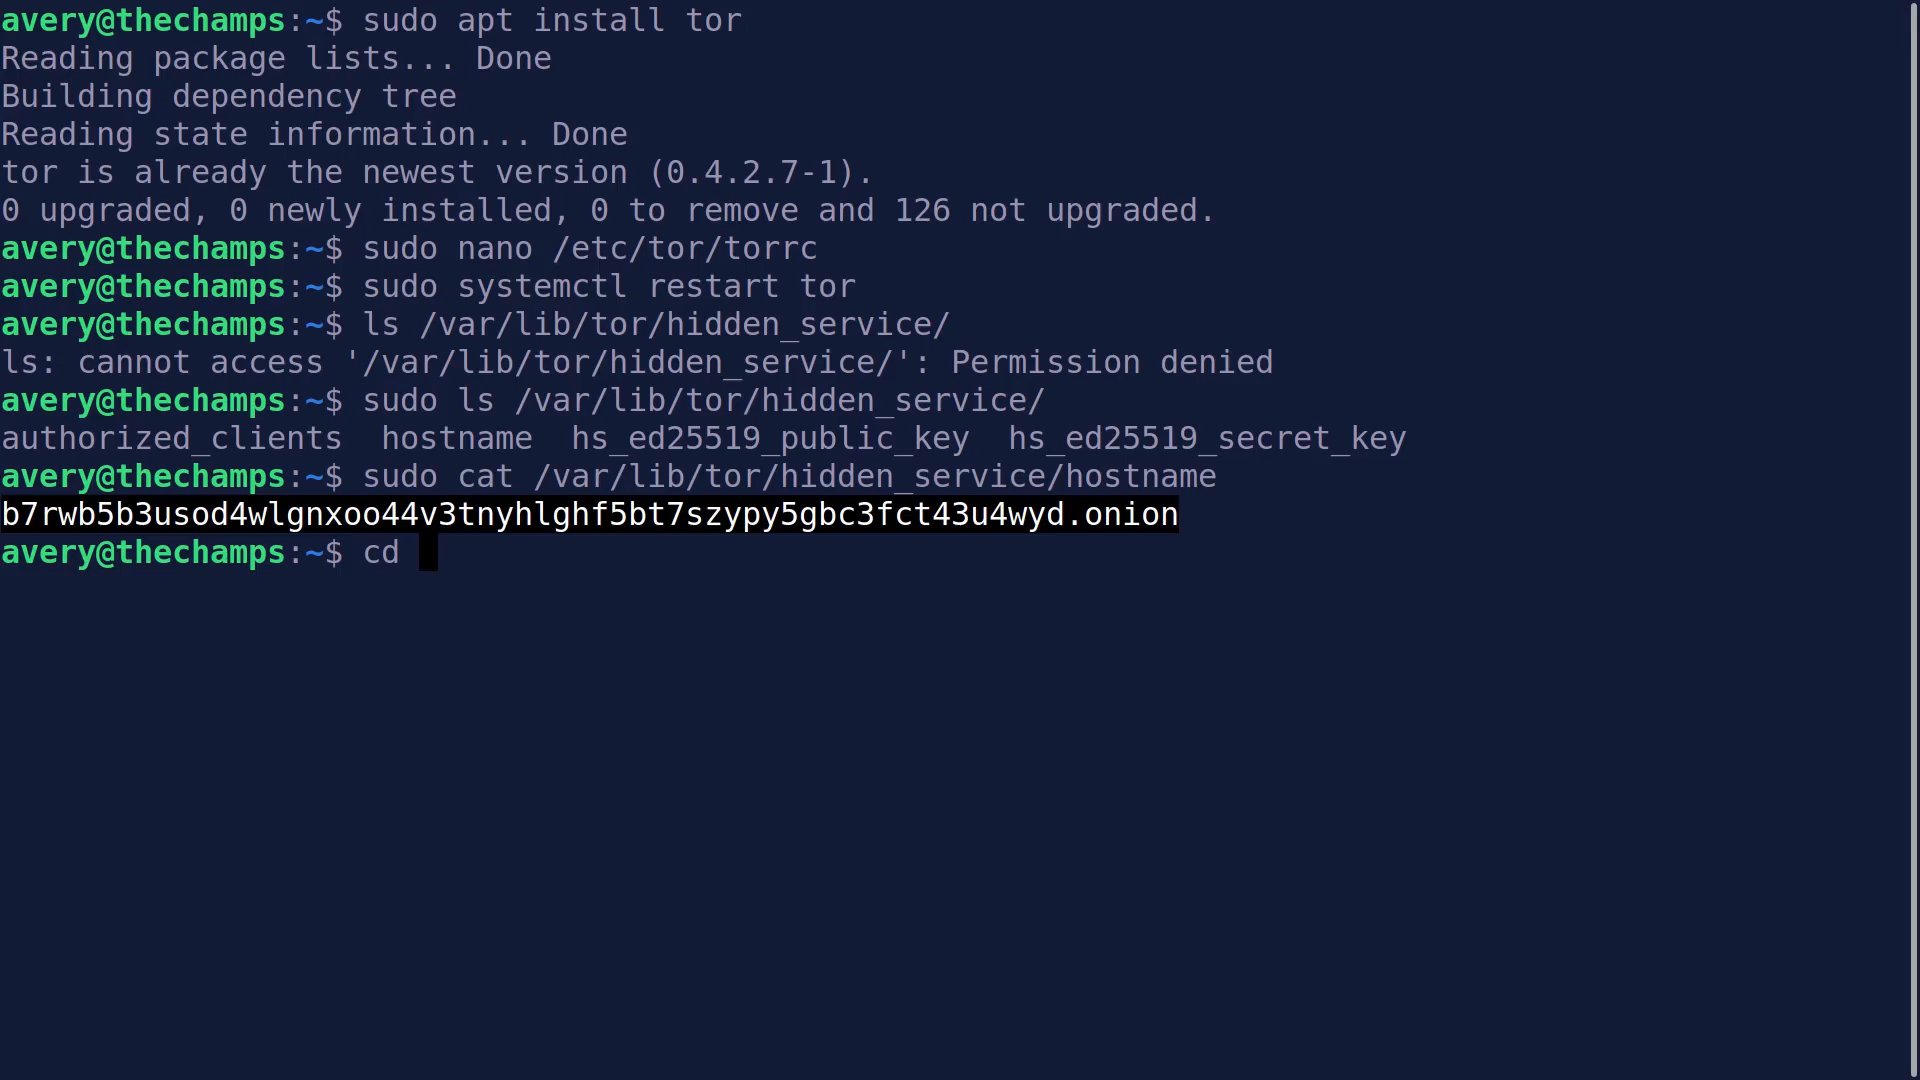 avery@thechamps:~$ sudo apt install tor
Reading package lists... Done
Building dependency tree
Reading state information... Done
tor is already the newest version (0.4.2.7-1).
0 upgraded, 0 newly installed, 0 to remove and 126 not upgraded.
avery@thechamps:~$ sudo nano /etc/tor/torrc
avery@thechamps:~$ sudo systemctl restart tor
avery@thechamps:~$ ls /var/lib/tor/hidden_service/
ls: cannot access '/var/lib/tor/hidden_service/': Permission denied
avery@thechamps:~$ sudo ls /var/lib/tor/hidden_service/
authorized_clients  hostname  hs_ed25519_public_key  hs_ed25519_secret_key
avery@thechamps:~$ sudo cat /var/lib/tor/hidden_service/hostname
b7rwb5b3usod4wlgnxoo44v3tnyhlghf5bt7szypy5gbc3fct43u4wyd.onion
avery@thechamps:~$ cd